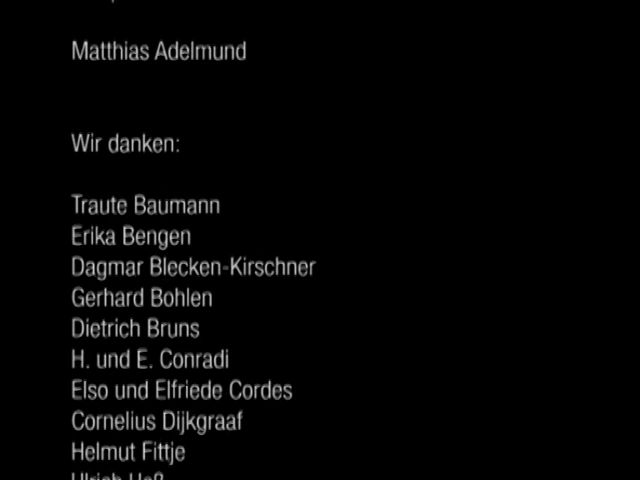 Matthias Adelmund
Wir danken:
Traute Baumann
Erika Bengen
Dagmar Blecken-Kirschner
Gerhard Bohlen
Dietrich Bruns
H. und E. Conradi
Elso und Elfriede Cordes
Cornelius Dijkgraaf
Helmut Fittje
Ulrich